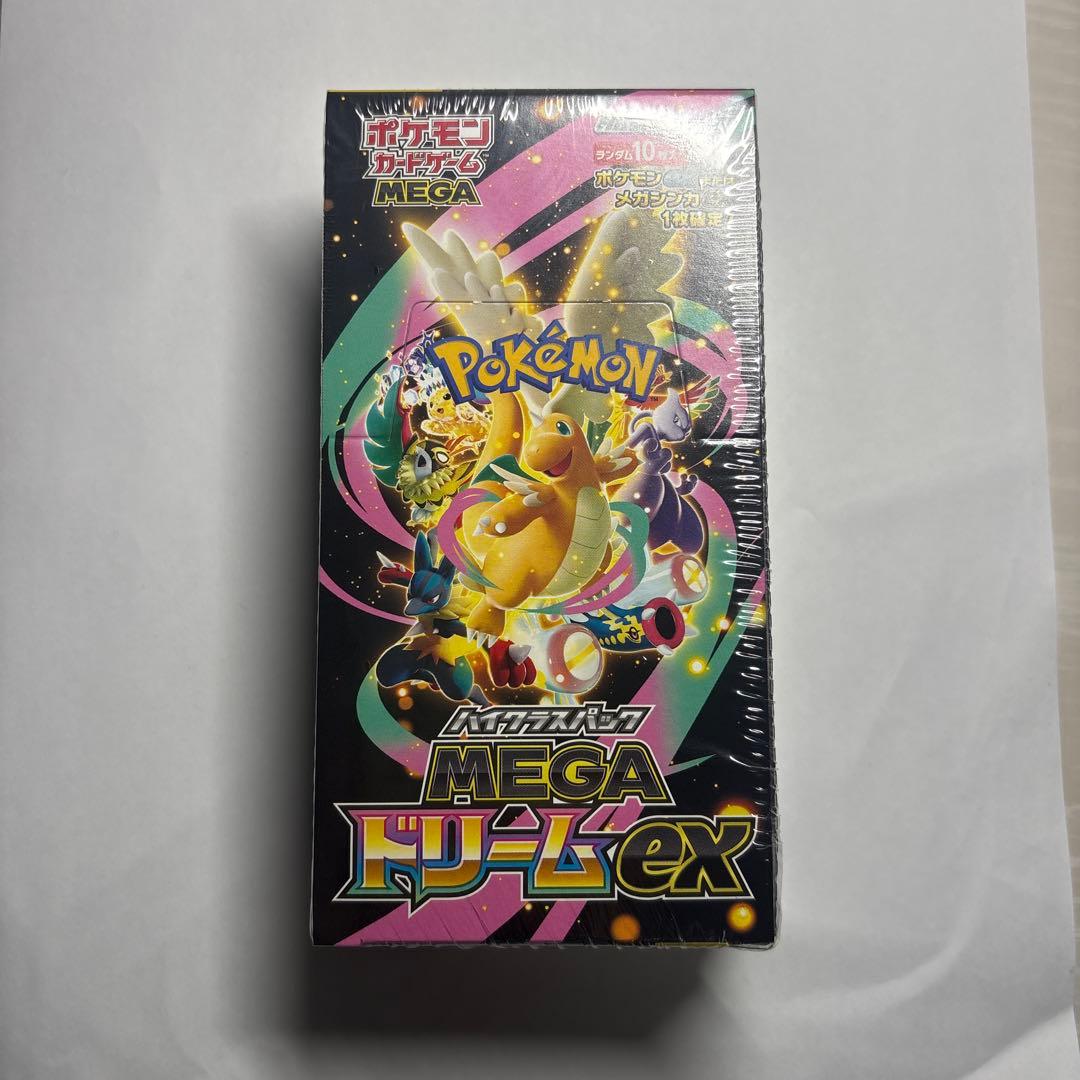 ポケモン
カードゲーム
MEGA
ランダム10枚
ポケモン
メガシンカ
1枚確定
POKÉMON
TM
ハイクラスパック
MEGA
ドリームex